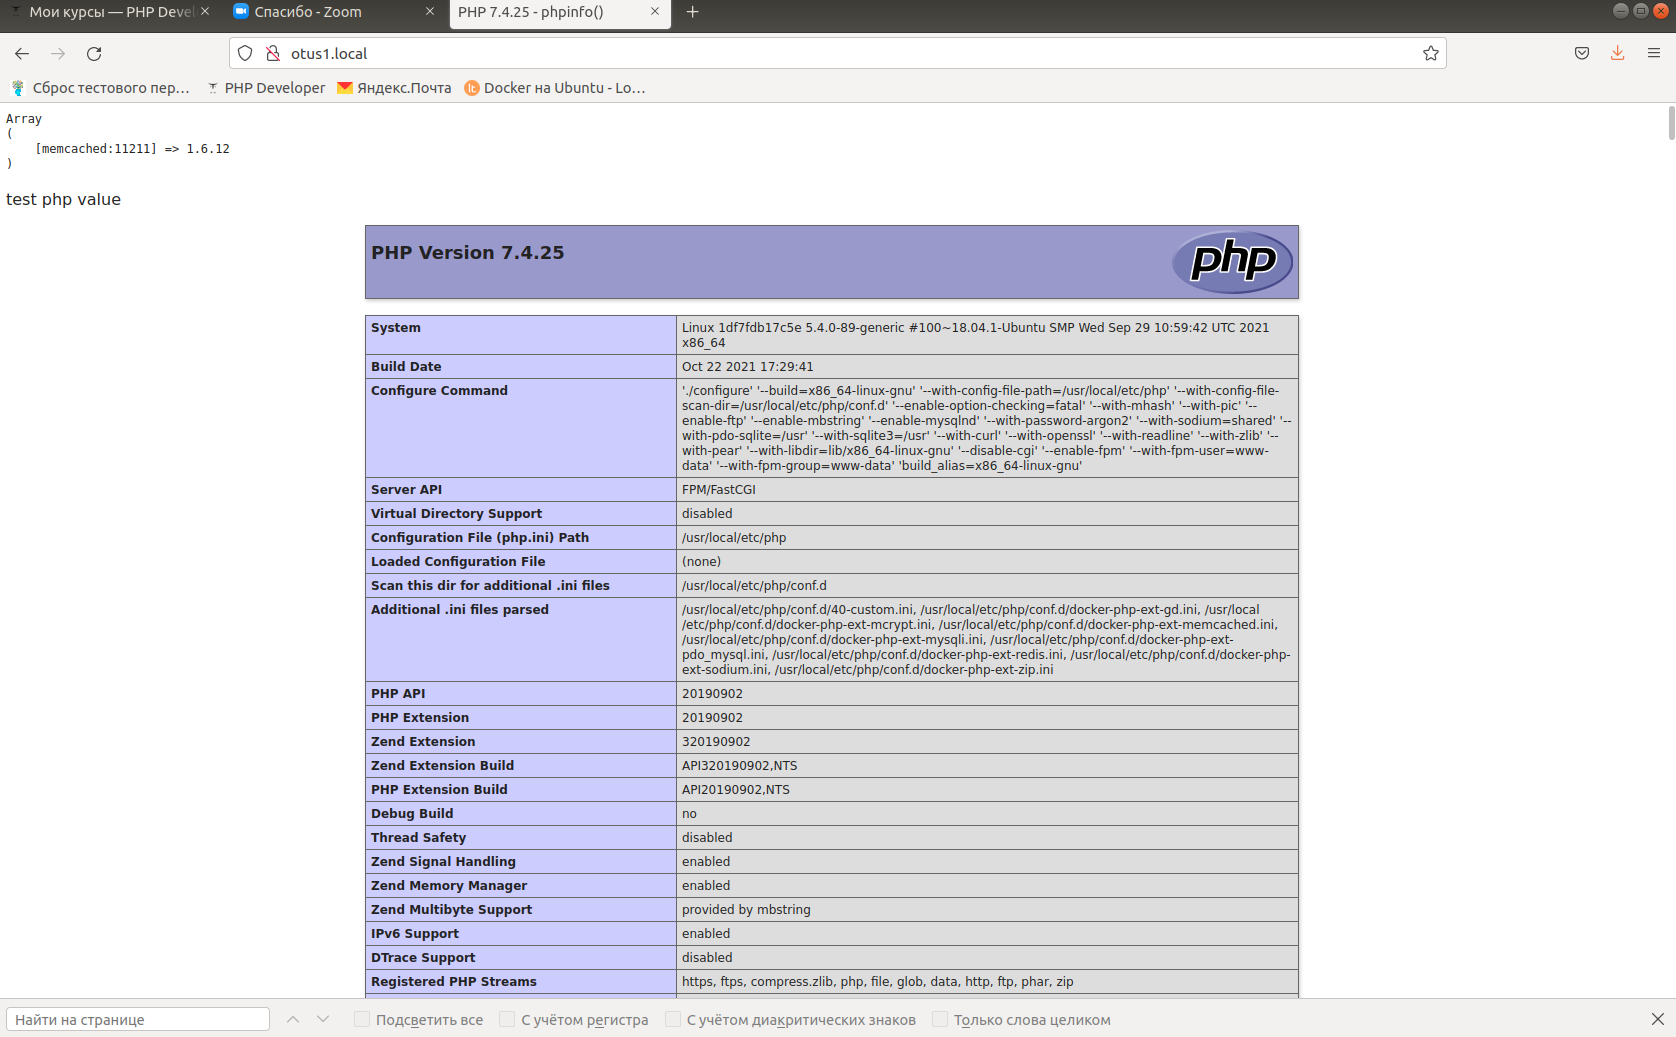 Мои курсы — PHP Devel
Спасибо - Zoom
PHP 7.4.25 - phpinfo()
otus1.local
Сброс тестового пер…
PHP Developer
Яндекс.Почта
lt
Docker на Ubuntu - Lo…
Array
(
[memcached:11211] => 1.6.12
)
test php value
PHP Version 7.4.25
php
System
Linux 1df7fdb17c5e 5.4.0-89-generic #100~18.04.1-Ubuntu SMP Wed Sep 29 10:59:42 UTC 2021
x86_64
Build Date
Oct 22 2021 17:29:41
Configure Command
'./configure' '--build=x86_64-linux-gnu' '--with-config-file-path=/usr/local/etc/php' '--with-config-file-
scan-dir=/usr/local/etc/php/conf.d' '--enable-option-checking=fatal' '--with-mhash' '--with-pic' '--
enable-ftp' '--enable-mbstring' '--enable-mysqlnd' '--with-password-argon2' '--with-sodium=shared' '--
with-pdo-sqlite=/usr' '--with-sqlite3=/usr' '--with-curl' '--with-openssl' '--with-readline' '--with-zlib' '--
with-pear' '--with-libdir=lib/x86_64-linux-gnu' '--disable-cgi' '--enable-fpm' '--with-fpm-user=www-
data' '--with-fpm-group=www-data' 'build_alias=x86_64-linux-gnu'
Server API
FPM/FastCGI
Virtual Directory Support
disabled
Configuration File (php.ini) Path
/usr/local/etc/php
Loaded Configuration File
(none)
Scan this dir for additional .ini files
/usr/local/etc/php/conf.d
Additional .ini files parsed
/usr/local/etc/php/conf.d/40-custom.ini, /usr/local/etc/php/conf.d/docker-php-ext-gd.ini, /usr/local
/etc/php/conf.d/docker-php-ext-mcrypt.ini, /usr/local/etc/php/conf.d/docker-php-ext-memcached.ini,
/usr/local/etc/php/conf.d/docker-php-ext-mysqli.ini, /usr/local/etc/php/conf.d/docker-php-ext-
pdo_mysql.ini, /usr/local/etc/php/conf.d/docker-php-ext-redis.ini, /usr/local/etc/php/conf.d/docker-php-
ext-sodium.ini, /usr/local/etc/php/conf.d/docker-php-ext-zip.ini
PHP API
20190902
PHP Extension
20190902
Zend Extension
320190902
Zend Extension Build
API320190902,NTS
PHP Extension Build
API20190902,NTS
Debug Build
no
Thread Safety
disabled
Zend Signal Handling
enabled
Zend Memory Manager
enabled
Zend Multibyte Support
provided by mbstring
IPv6 Support
enabled
DTrace Support
disabled
Registered PHP Streams
https, ftps, compress.zlib, php, file, glob, data, http, ftp, phar, zip
Найти на странице
Подсветить все
С учётом регистра
С учётом диакритических знаков
Только слова целиком